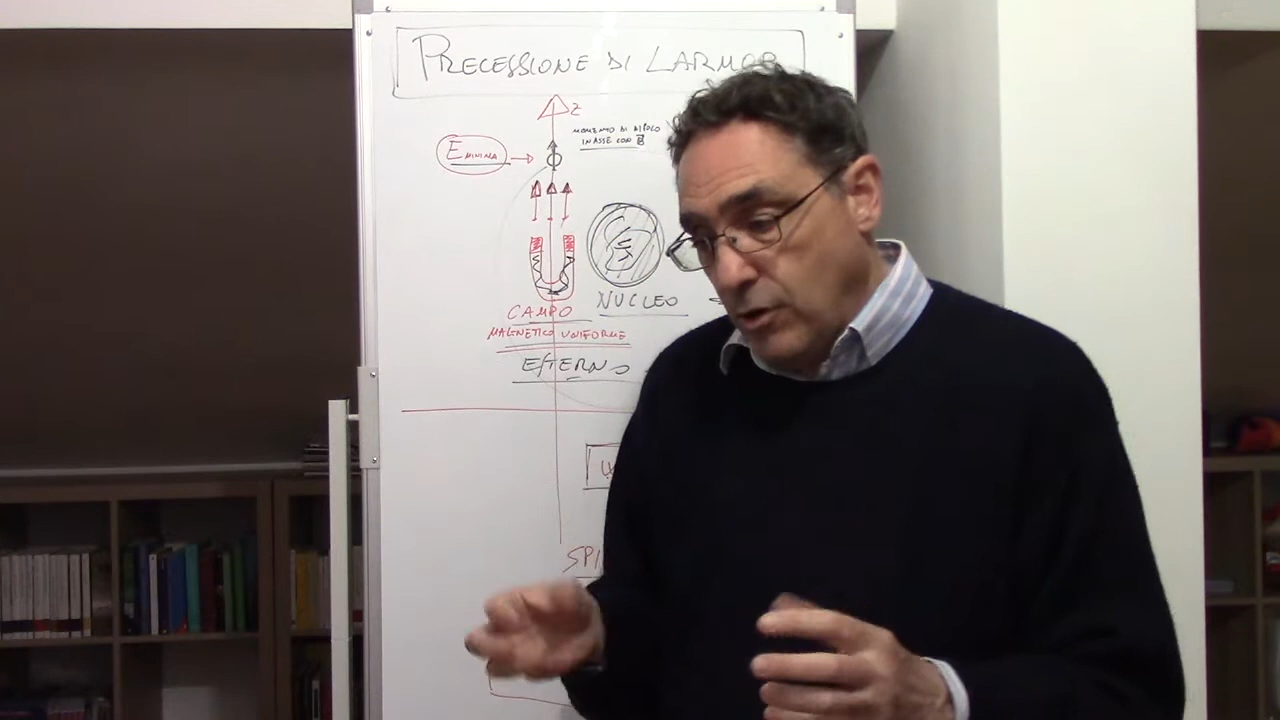 PRECESSIONE DI LARMOR
Z
MOMENTO DI DIPOLO
IN ASSE CON B
E MINIMA
NUCLEO
CAMPO
MAGNETICO UNIFORME
ESTERNO
SPI